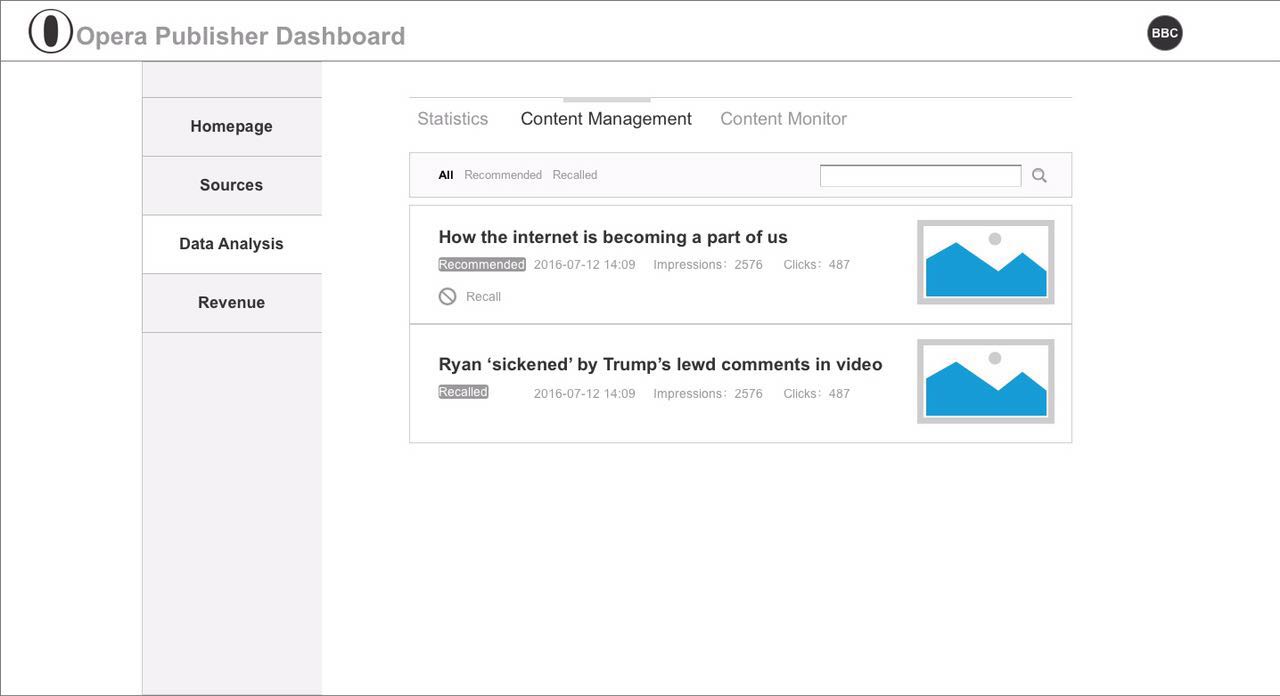 Opera Publisher Dashboard
BBC
Homepage
Sources
Data Analysis
Revenue
Statistics Content Management Content Monitor
All Recommended Recalled
How the internet is becoming a part of us
Recommended 2016-07-12 14:09 Impressions：2576 Clicks：487
Recall
Ryan ‘sickened’ by Trump’s lewd comments in video
Recalled 2016-07-12 14:09 Impressions：2576 Clicks：487